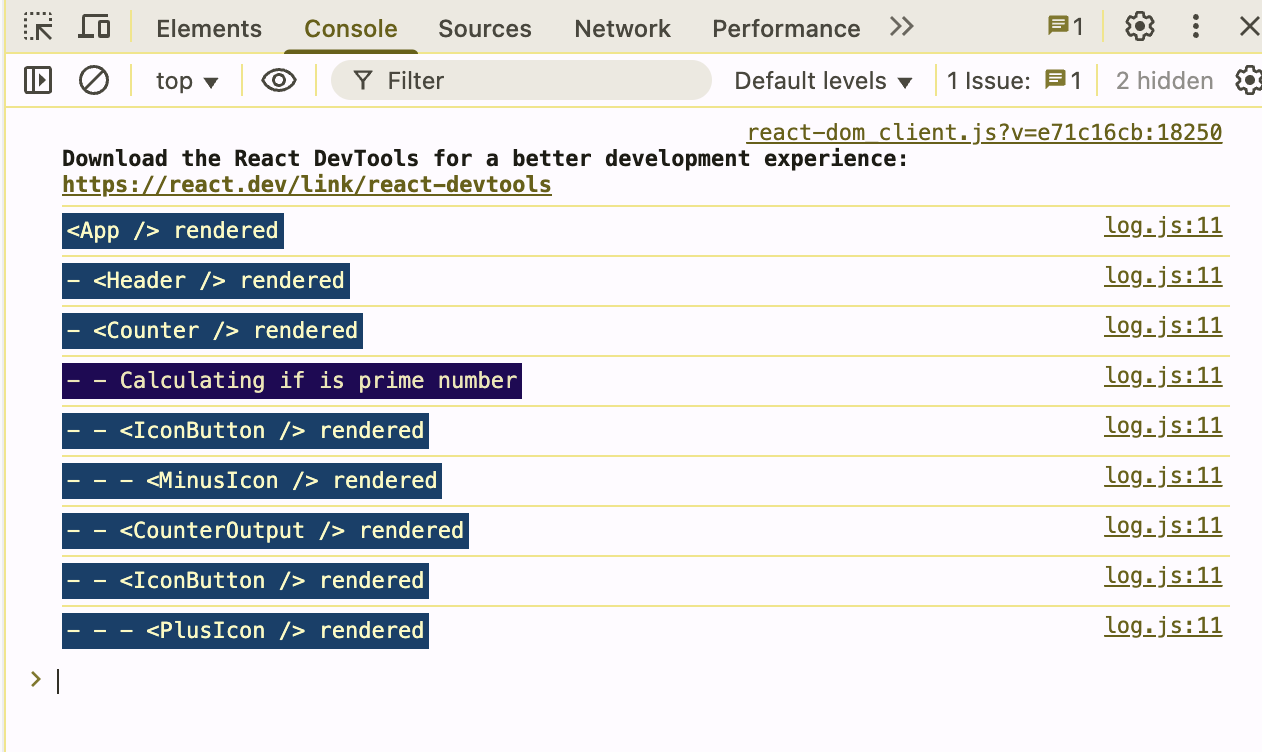 Elements Console Sources Network Performance 1
top Filter Default levels 1 Issue: 1 2 hidden
react-dom_client.js?v=e71c16cb:18250
Download the React DevTools for a better development experience:
https://react.dev/link/react-devtools
<App /> rendered log.js:11
– <Header /> rendered log.js:11
– <Counter /> rendered log.js:11
– – Calculating if is prime number log.js:11
– – <IconButton /> rendered log.js:11
– – – <MinusIcon /> rendered log.js:11
– – <CounterOutput /> rendered log.js:11
– – <IconButton /> rendered log.js:11
– – – <PlusIcon /> rendered log.js:11